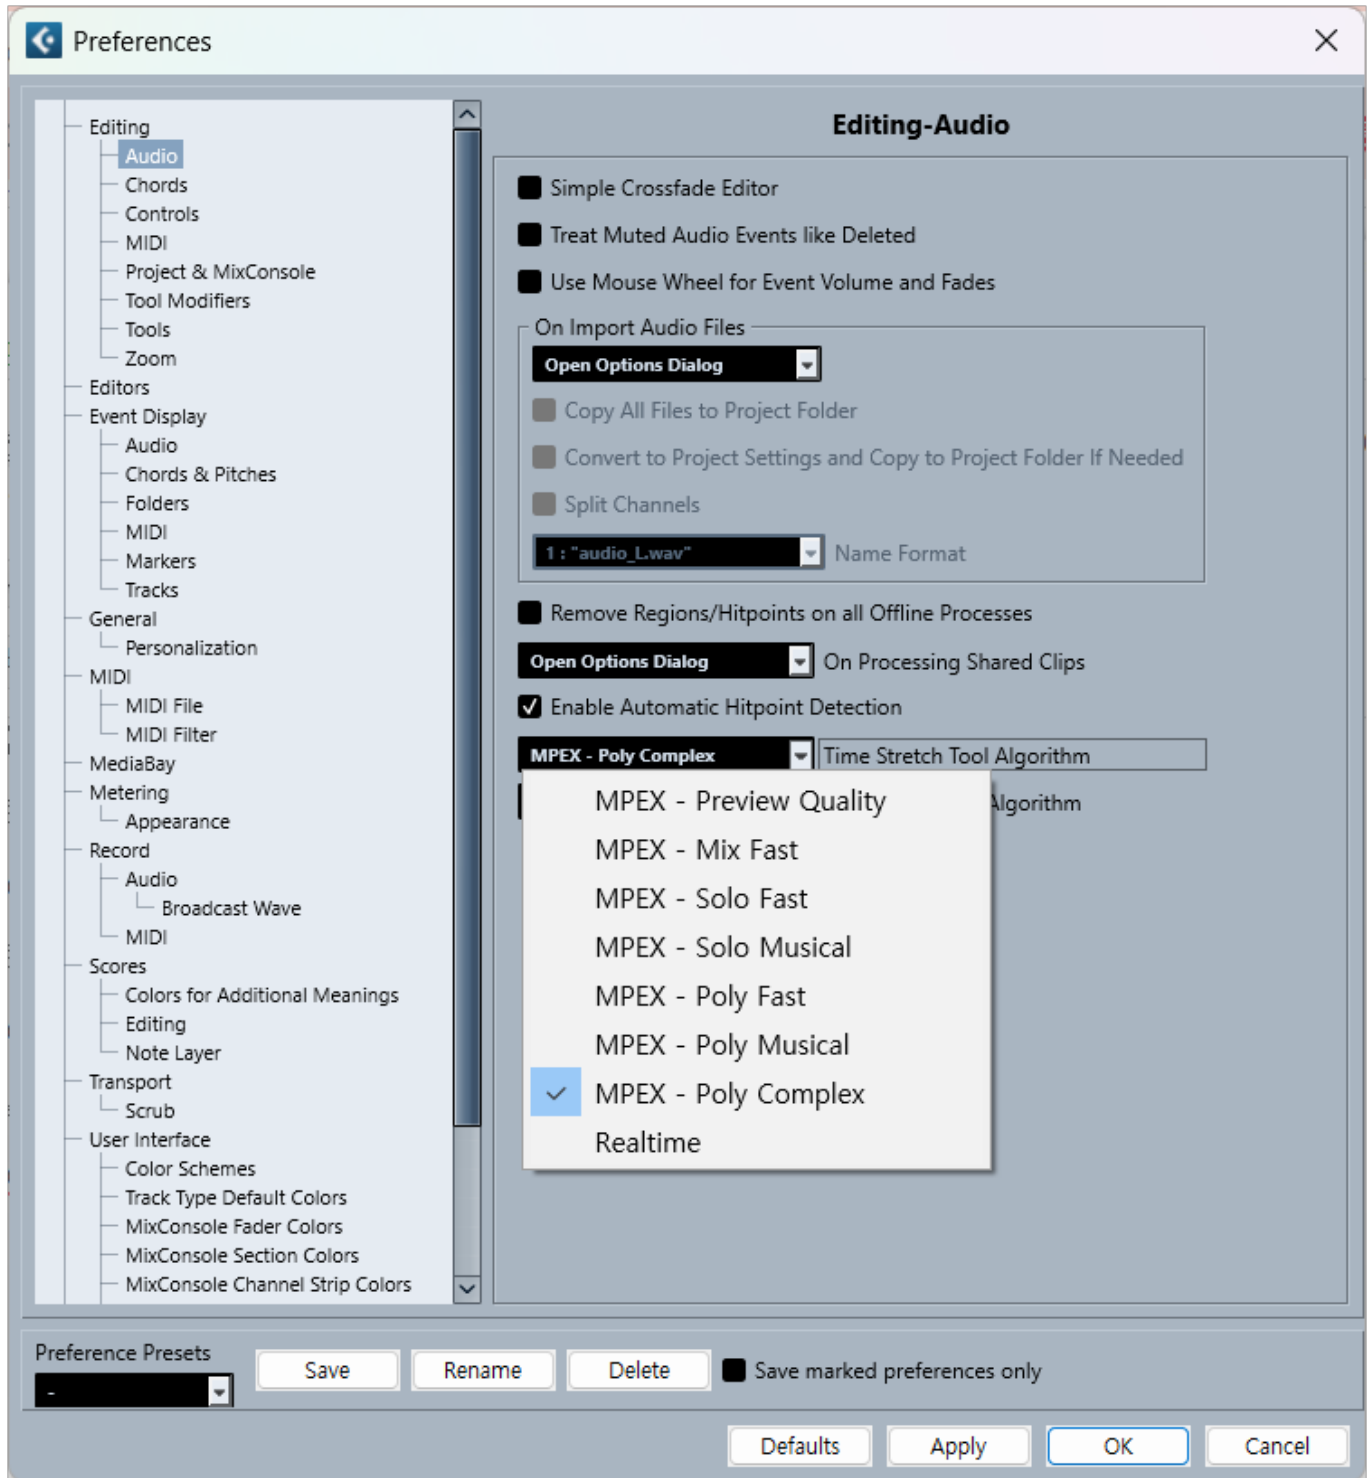 Preferences
Editing
Audio
Chords
Controls
MIDI
Project & MixConsole
Tool Modifiers
Tools
Zoom
Editors
Event Display
Audio
Chords & Pitches
Folders
MIDI
Markers
Tracks
General
Personalization
MIDI
MIDI File
MIDI Filter
MediaBay
Metering
Appearance
Record
Audio
Broadcast Wave
MIDI
Scores
Colors for Additional Meanings
Editing
Note Layer
Transport
Scrub
User Interface
Color Schemes
Track Type Default Colors
MixConsole Fader Colors
MixConsole Section Colors
MixConsole Channel Strip Colors
Editing-Audio
Simple Crossfade Editor
Treat Muted Audio Events like Deleted
Use Mouse Wheel for Event Volume and Fades
On Import Audio Files
Open Options Dialog
Copy All Files to Project Folder
Convert to Project Settings and Copy to Project Folder If Needed
Split Channels
1 : "audio_L.wav" Name Format
Remove Regions/Hitpoints on all Offline Processes
Open Options Dialog On Processing Shared Clips
Enable Automatic Hitpoint Detection
MPEX - Poly Complex Time Stretch Tool Algorithm
Algorithm
MPEX - Preview Quality
MPEX - Mix Fast
MPEX - Solo Fast
MPEX - Solo Musical
MPEX - Poly Fast
MPEX - Poly Musical
MPEX - Poly Complex
Realtime
Preference Presets
-
Save Rename Delete Save marked preferences only
Defaults Apply OK Cancel